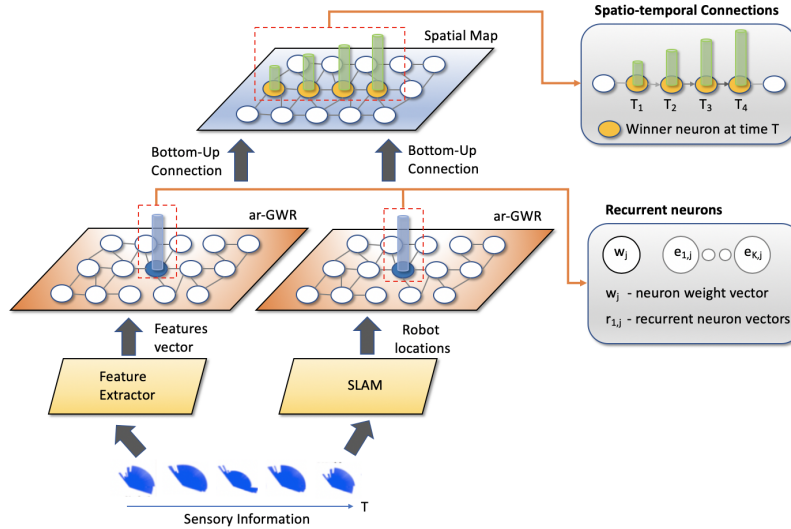 Spatio-temporal Connections
Spatial Map
T1 T2 T3 T4
Winner neuron at time T
Bottom-Up
Connection
Bottom-Up
Connection
ar-GWR
ar-GWR
Recurrent neurons
wj e1,j eK,j
wj - neuron weight vector
r1,j - recurrent neuron vectors
Features
vector
Robot
locations
Feature
Extractor
SLAM
T
Sensory Information